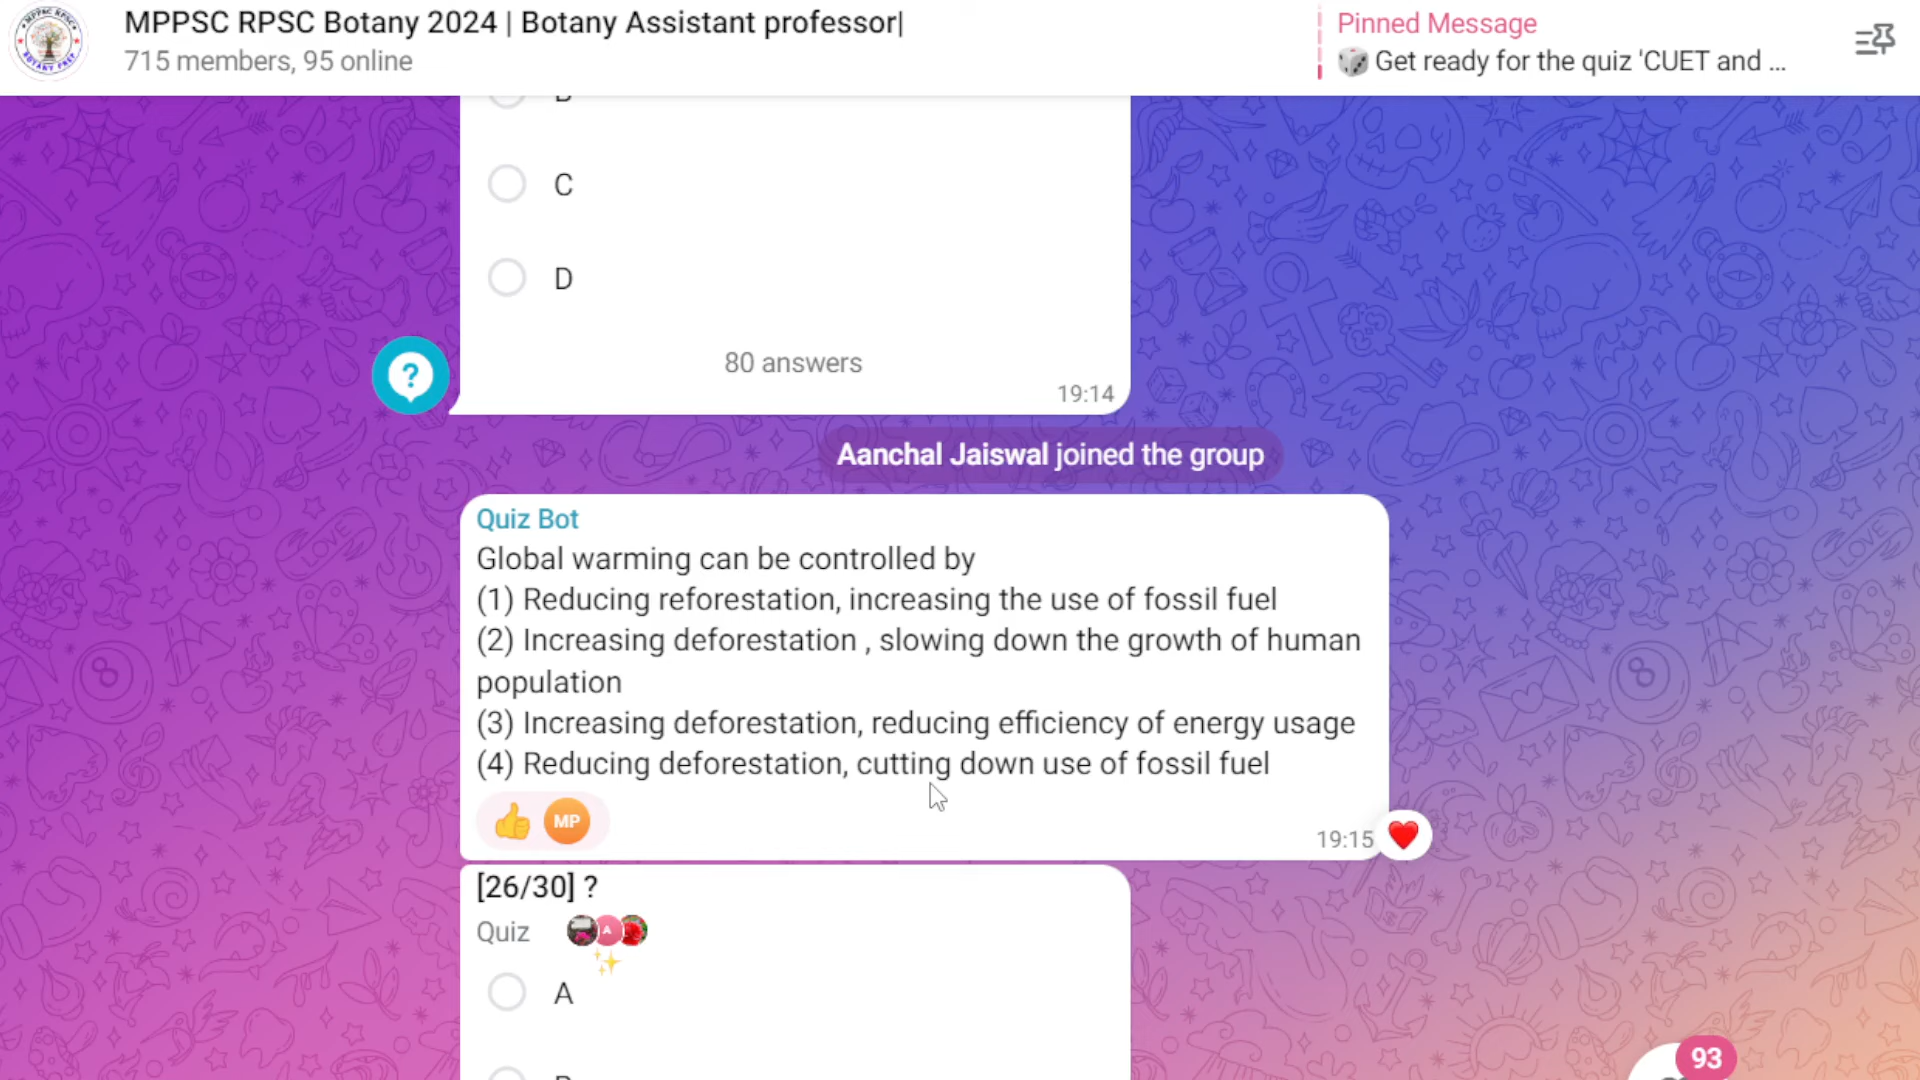 MPPSC RPSC Botany 2024 | Botany Assistant professor|
715 members, 95 online
Pinned Message
Get ready for the quiz 'CUET and ...
C
D
80 answers
19:14
Aanchal Jaiswal joined the group
Quiz Bot
Global warming can be controlled by
(1) Reducing reforestation, increasing the use of fossil fuel
(2) Increasing deforestation , slowing down the growth of human
population
(3) Increasing deforestation, reducing efficiency of energy usage
(4) Reducing deforestation, cutting down use of fossil fuel
MP
19:15
[26/30] ?
Quiz
A
A
93